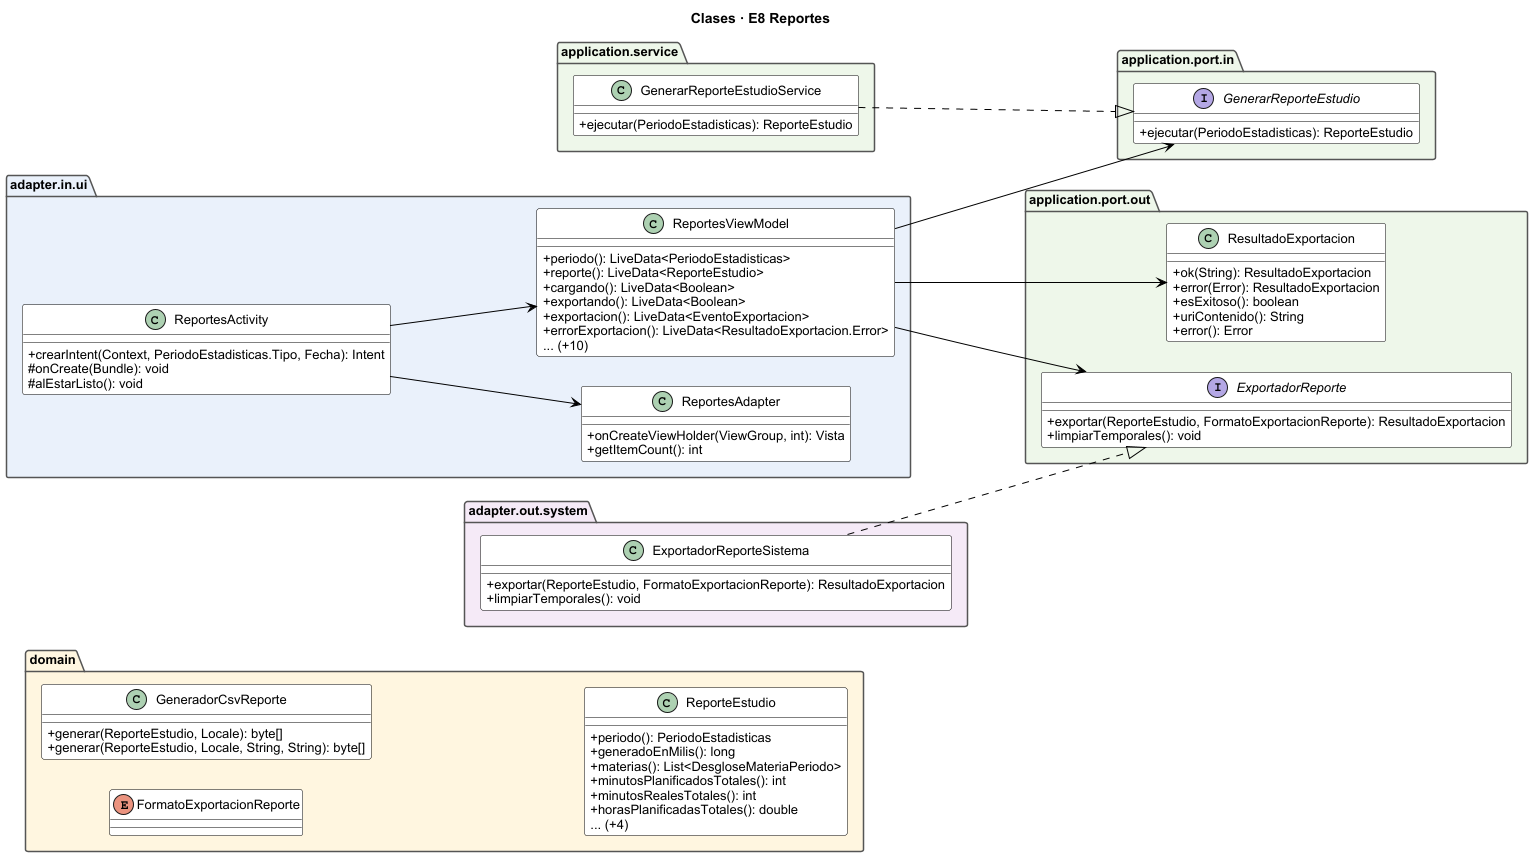 Clases · E8 Reportes
application.service
C GenerarReporteEstudioService
+ejecutar(PeriodoEstadisticas): ReporteEstudio
application.port.in
I GenerarReporteEstudio
+ejecutar(PeriodoEstadisticas): ReporteEstudio
adapter.in.ui
C ReportesViewModel
+periodo(): LiveData<PeriodoEstadisticas>
+reporte(): LiveData<ReporteEstudio>
+cargando(): LiveData<Boolean>
+exportando(): LiveData<Boolean>
+exportacion(): LiveData<EventoExportacion>
+errorExportacion(): LiveData<ResultadoExportacion.Error>
... (+10)
C ReportesActivity
+crearIntent(Context, PeriodoEstadisticas.Tipo, Fecha): Intent
#onCreate(Bundle): void
#alEstarListo(): void
C ReportesAdapter
+onCreateViewHolder(ViewGroup, int): Vista
+getItemCount(): int
application.port.out
C ResultadoExportacion
+ok(String): ResultadoExportacion
+error(Error): ResultadoExportacion
+esExitoso(): boolean
+uriContenido(): String
+error(): Error
I ExportadorReporte
+exportar(ReporteEstudio, FormatoExportacionReporte): ResultadoExportacion
+limpiarTemporales(): void
adapter.out.system
C ExportadorReporteSistema
+exportar(ReporteEstudio, FormatoExportacionReporte): ResultadoExportacion
+limpiarTemporales(): void
domain
C GeneradorCsvReporte
+generar(ReporteEstudio, Locale): byte[]
+generar(ReporteEstudio, Locale, String, String): byte[]
E FormatoExportacionReporte
C ReporteEstudio
+periodo(): PeriodoEstadisticas
+generadoEnMilis(): long
+materias(): List<DesgloseMateriaPeriodo>
+minutosPlanificadosTotales(): int
+minutosRealesTotales(): int
+horasPlanificadasTotales(): double
... (+4)